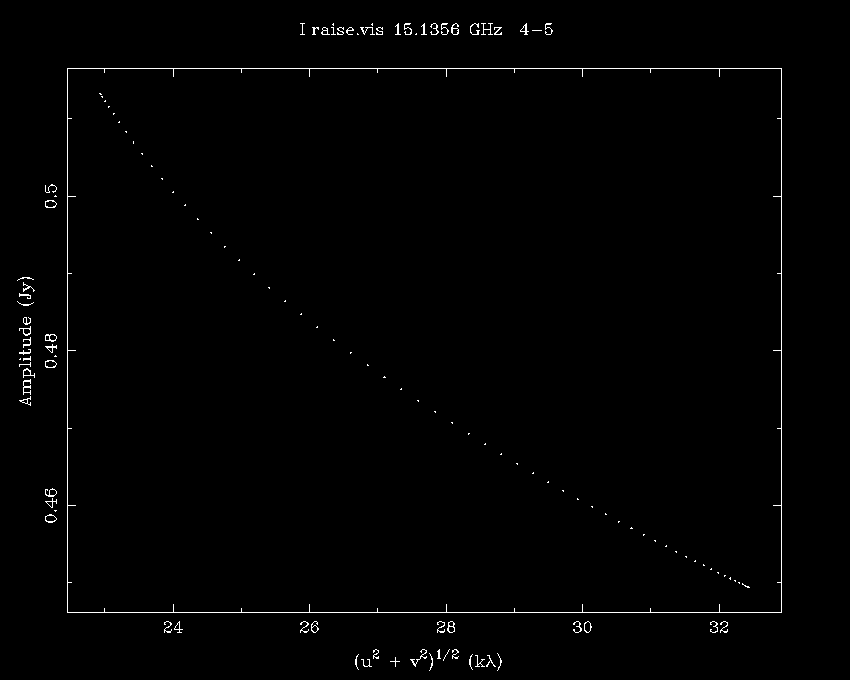 I raise.vis 15.1356 GHz 4−5
0.5
0.48
0.46
Amplitude (Jy)
24 26 28 30 32
(u² + v²)¹/² (kλ)